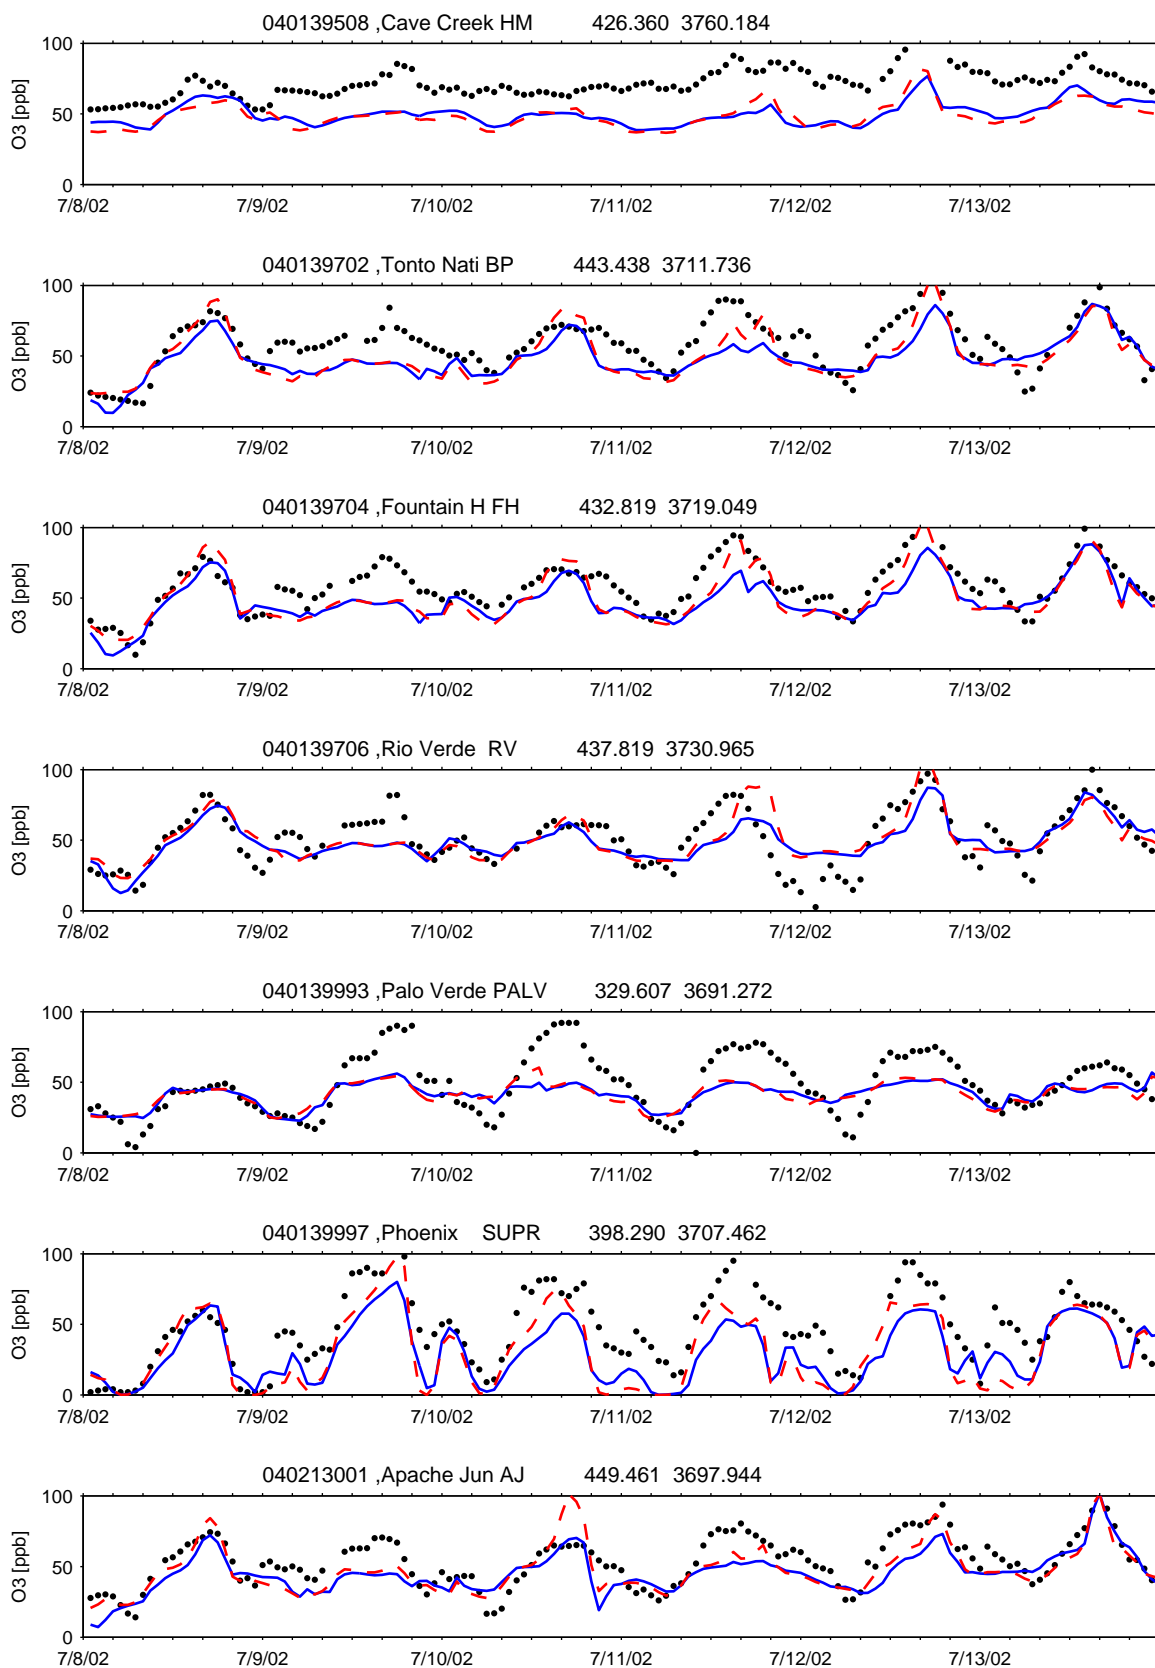 040139508 ,Cave Creek HM 426.360 3760.184
100
50
0
O3 [ppb]
7/8/02 7/9/02 7/10/02 7/11/02 7/12/02 7/13/02
040139702 ,Tonto Nati BP 443.438 3711.736
100
50
0
O3 [ppb]
7/8/02 7/9/02 7/10/02 7/11/02 7/12/02 7/13/02
040139704 ,Fountain H FH 432.819 3719.049
100
50
0
O3 [ppb]
7/8/02 7/9/02 7/10/02 7/11/02 7/12/02 7/13/02
040139706 ,Rio Verde RV 437.819 3730.965
100
50
0
O3 [ppb]
7/8/02 7/9/02 7/10/02 7/11/02 7/12/02 7/13/02
040139993 ,Palo Verde PALV 329.607 3691.272
100
50
0
O3 [ppb]
7/8/02 7/9/02 7/10/02 7/11/02 7/12/02 7/13/02
040139997 ,Phoenix SUPR 398.290 3707.462
100
50
0
O3 [ppb]
7/8/02 7/9/02 7/10/02 7/11/02 7/12/02 7/13/02
040213001 ,Apache Jun AJ 449.461 3697.944
100
50
0
O3 [ppb]
7/8/02 7/9/02 7/10/02 7/11/02 7/12/02 7/13/02